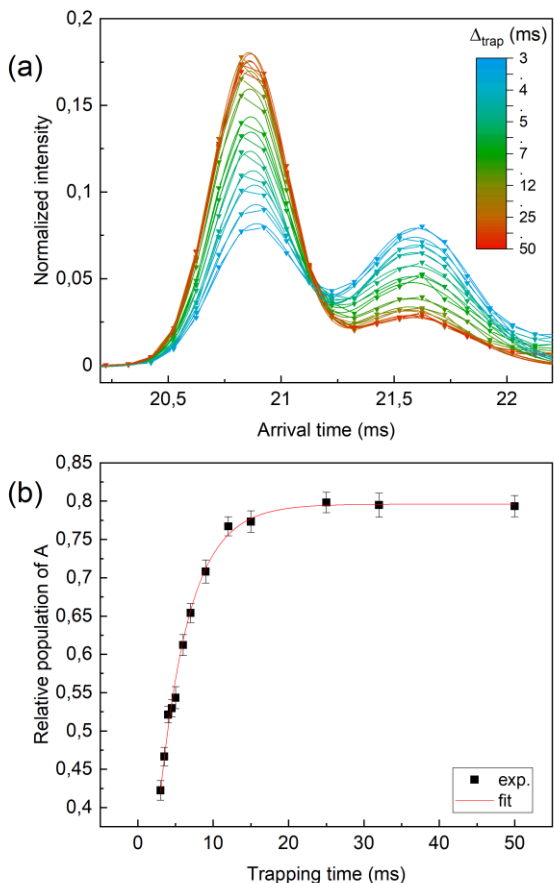 (a)
Δtrap (ms)
3
.
4
.
5
.
7
.
12
.
25
.
50
0,2
0,15
0,1
0,05
0
Normalized intensity
20,5 21 21,5 22
Arrival time (ms)
(b)
0,85
0,8
0,75
0,7
0,65
0,6
0,55
0,5
0,45
0,4
Relative population of A
exp.
fit
0 10 20 30 40 50
Trapping time (ms)